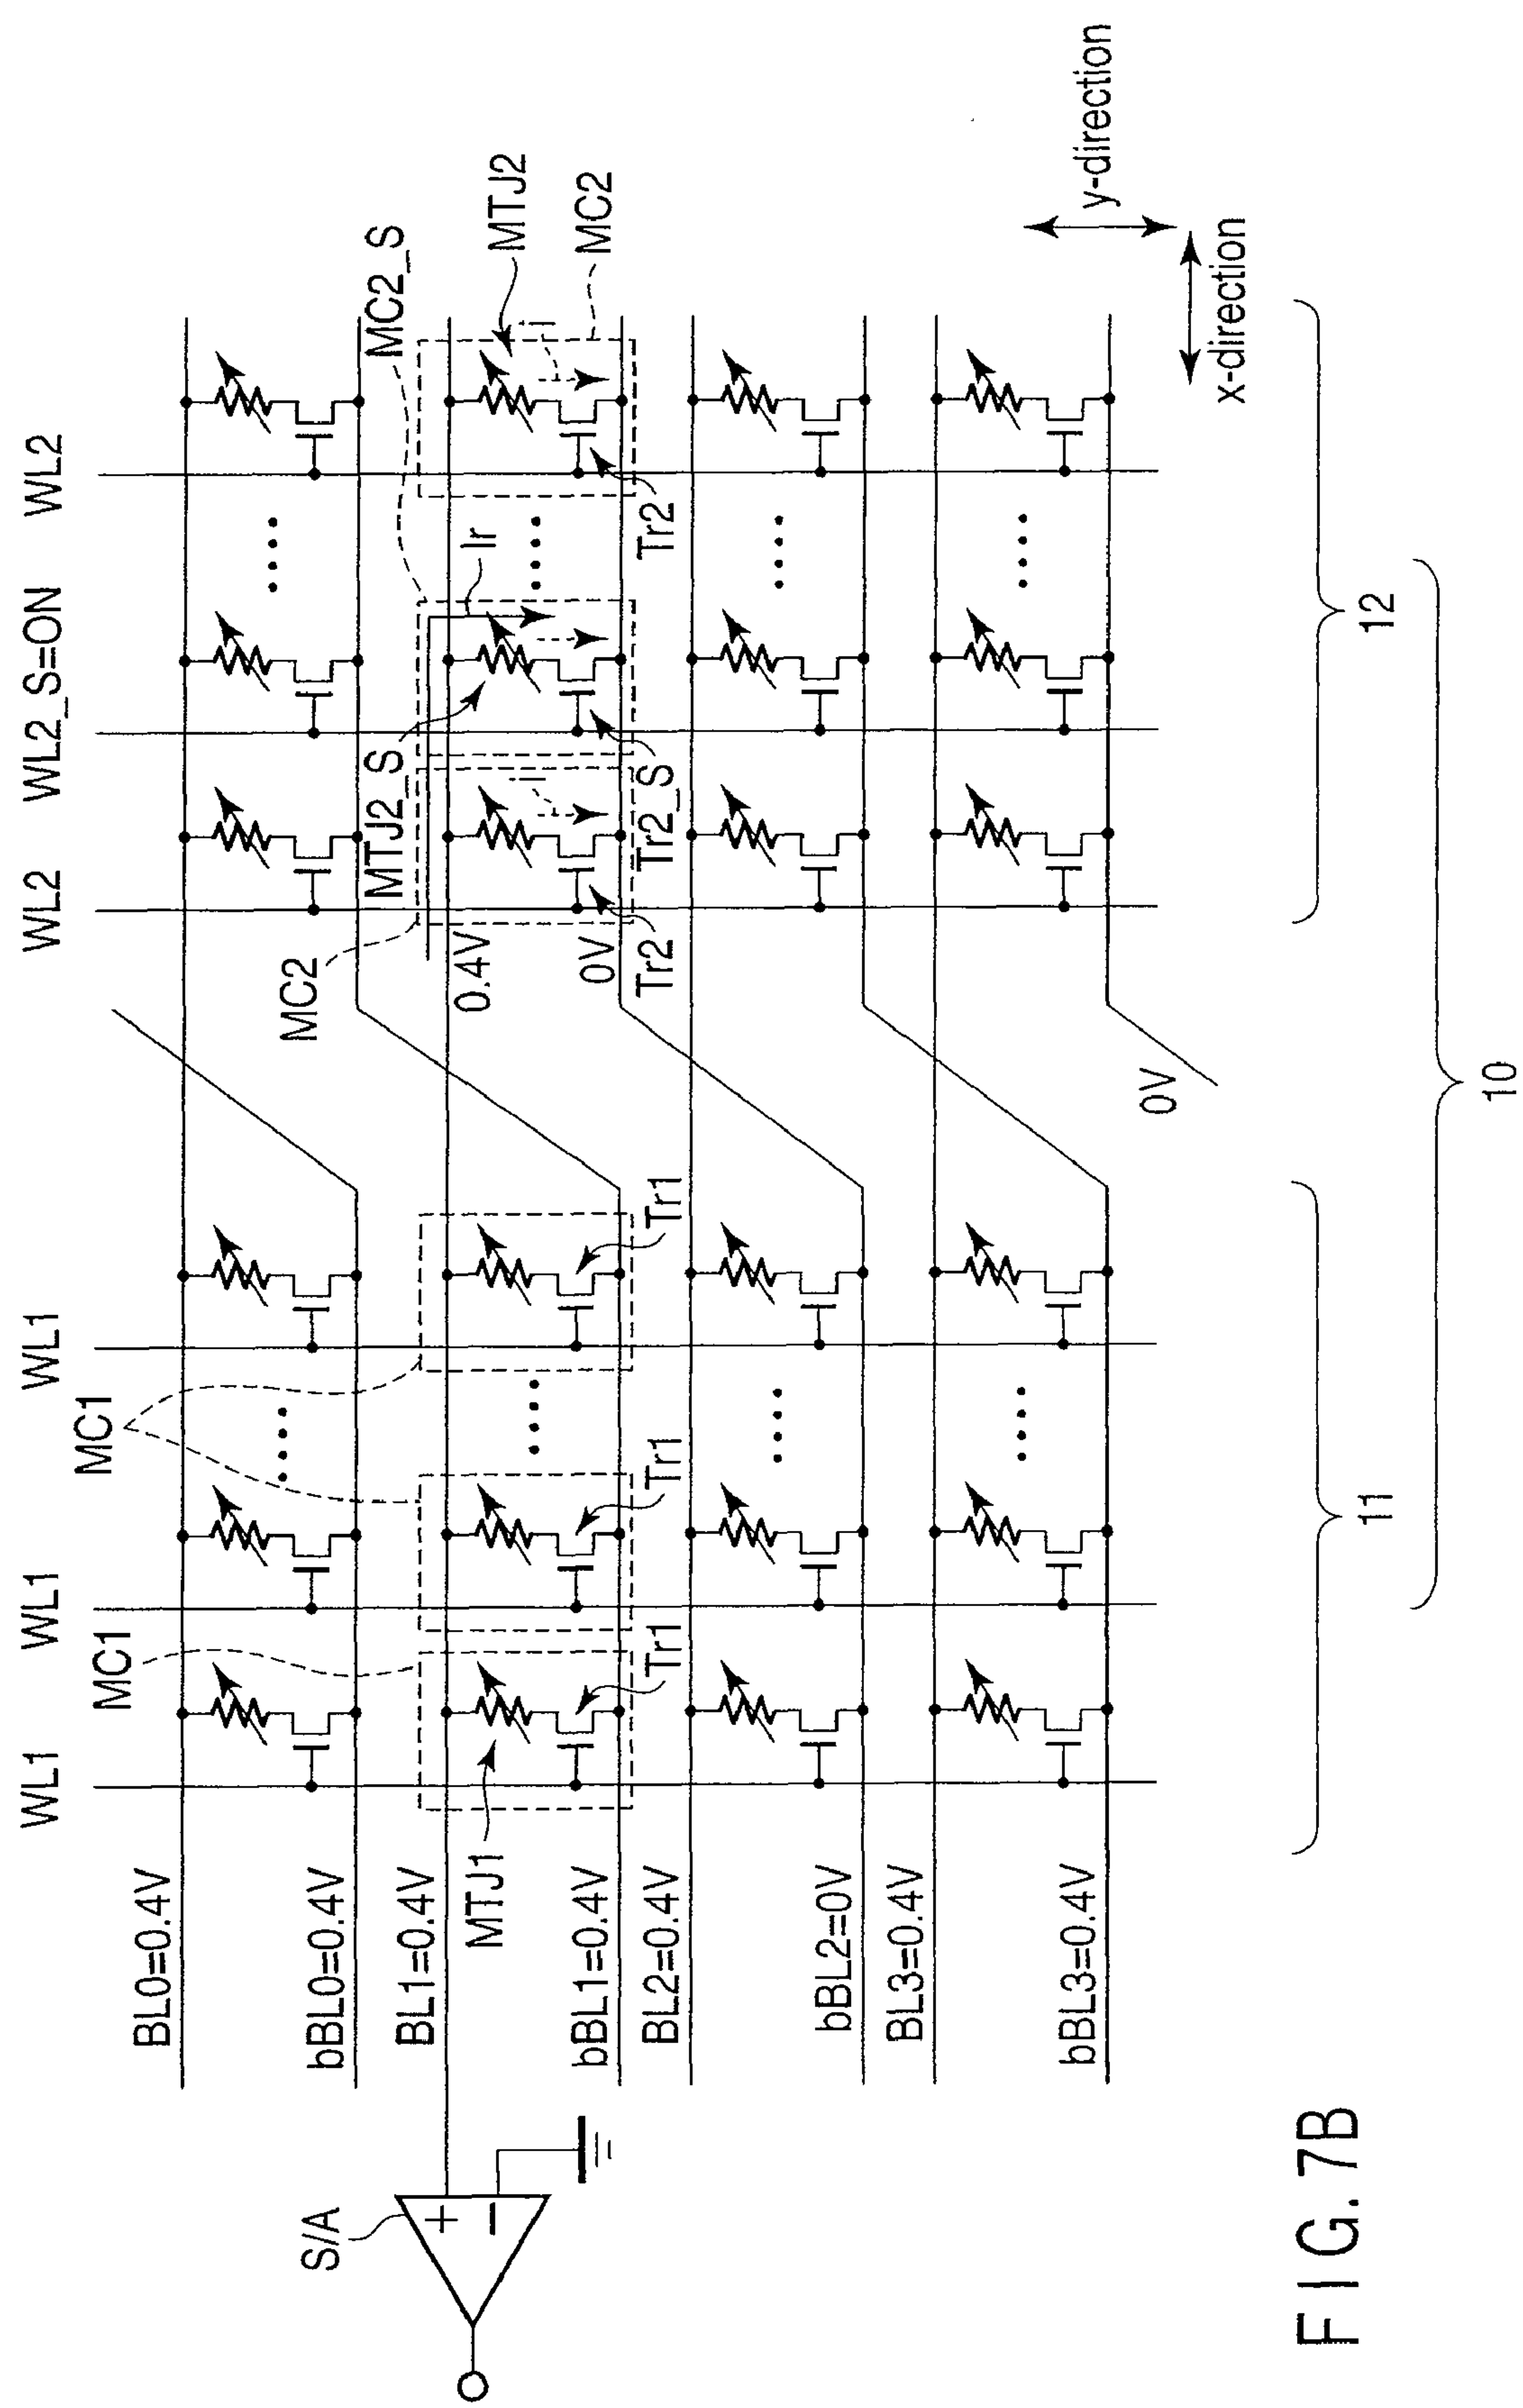 WL1
WL1
WL1
WL2
WL2_S=ON
WL2
MC1
MC1
MC2
MC2_S
BL0=0.4V
bBL0=0.4V
S/A
+
−
BL1=0.4V
MTJ1
Tr1
Tr1
Tr1
0.4V
0V
MTJ2_S
Ir
i
i
MTJ2
MC2
Tr2
Tr2_S
Tr2
bBL1=0.4V
BL2=0.4V
bBL2=0V
BL3=0.4V
bBL3=0.4V
0V
y-direction
x-direction
11
12
10
FIG. 7B